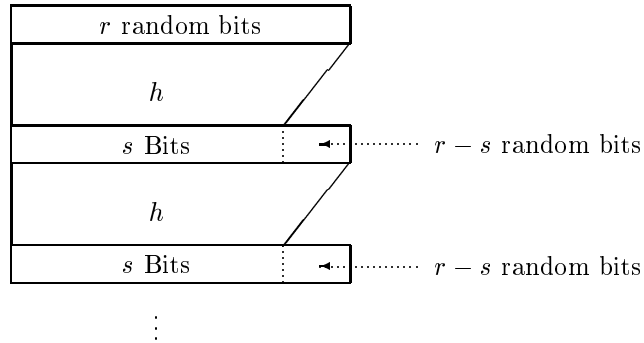 r random bits
h
s Bits
r − s random bits
h
s Bits
r − s random bits
⋮